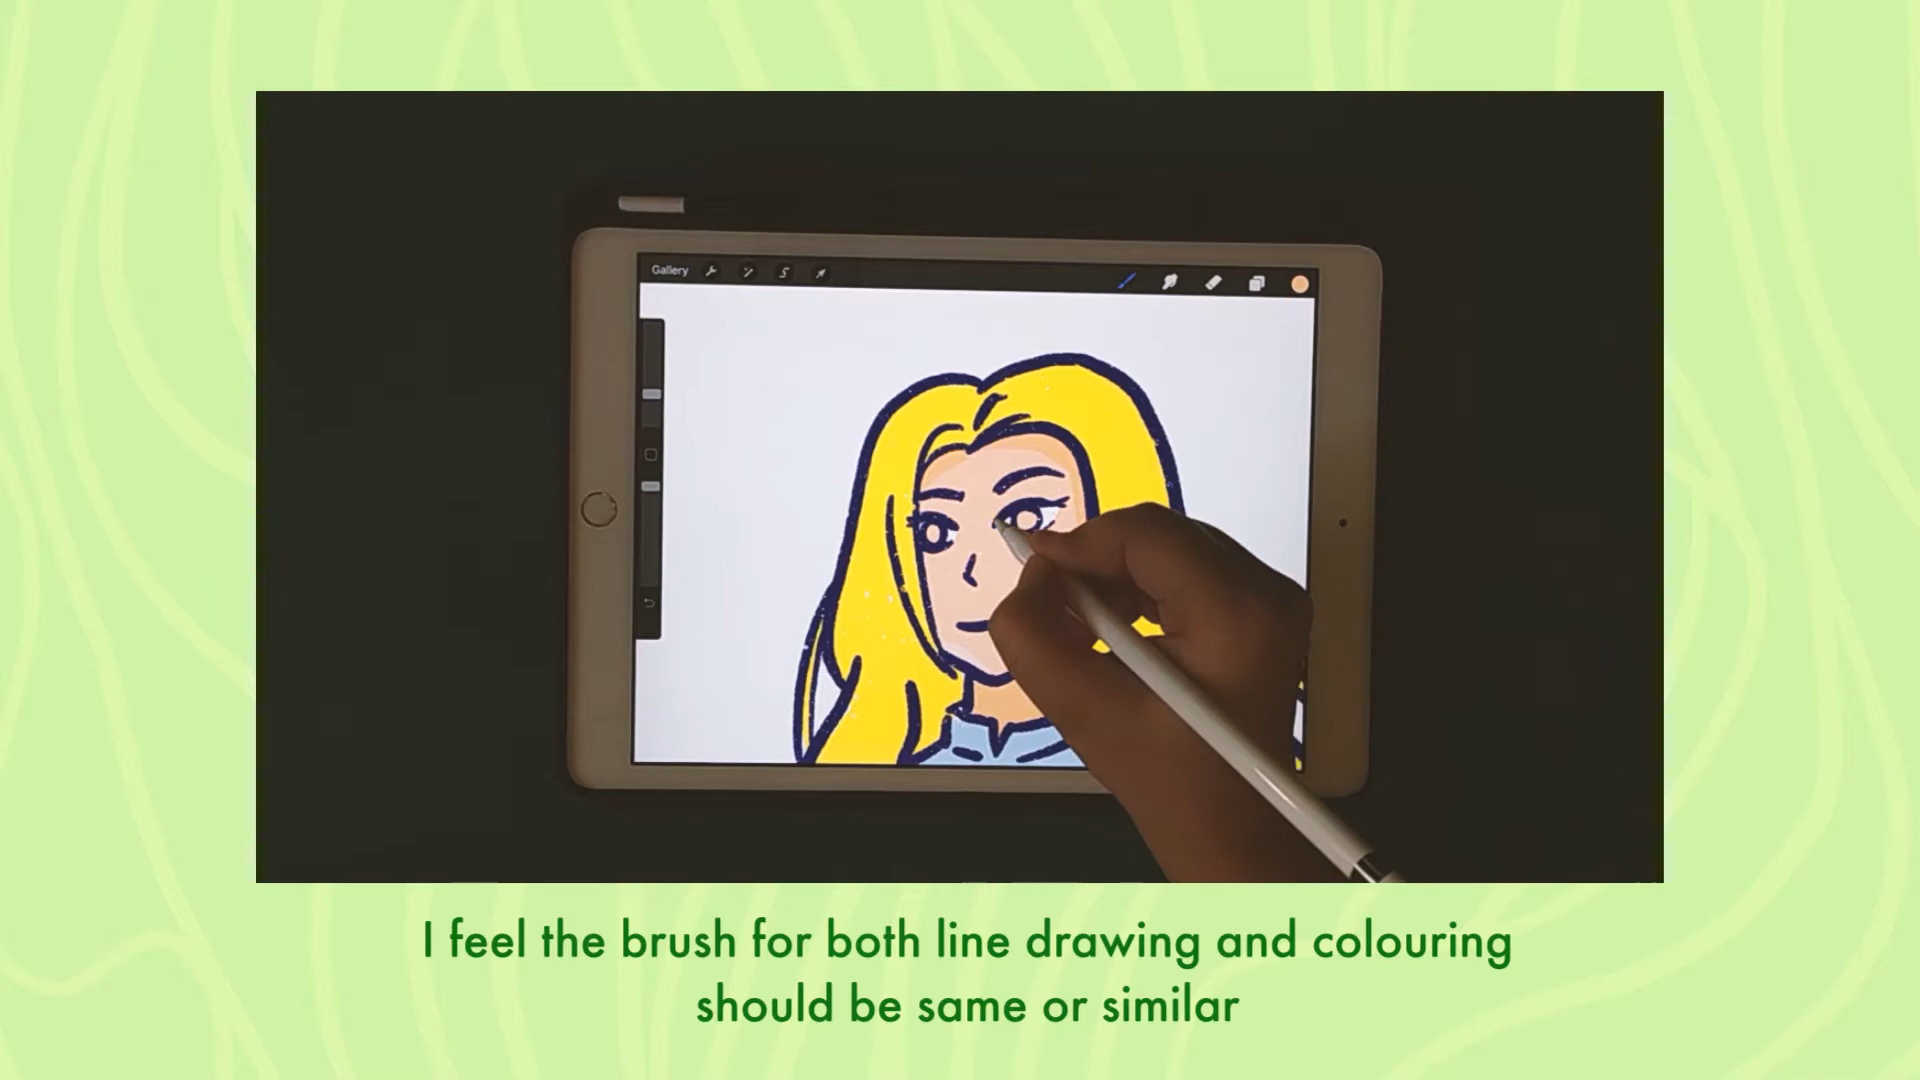 Gallery
I feel the brush for both line drawing and colouring
should be same or similar